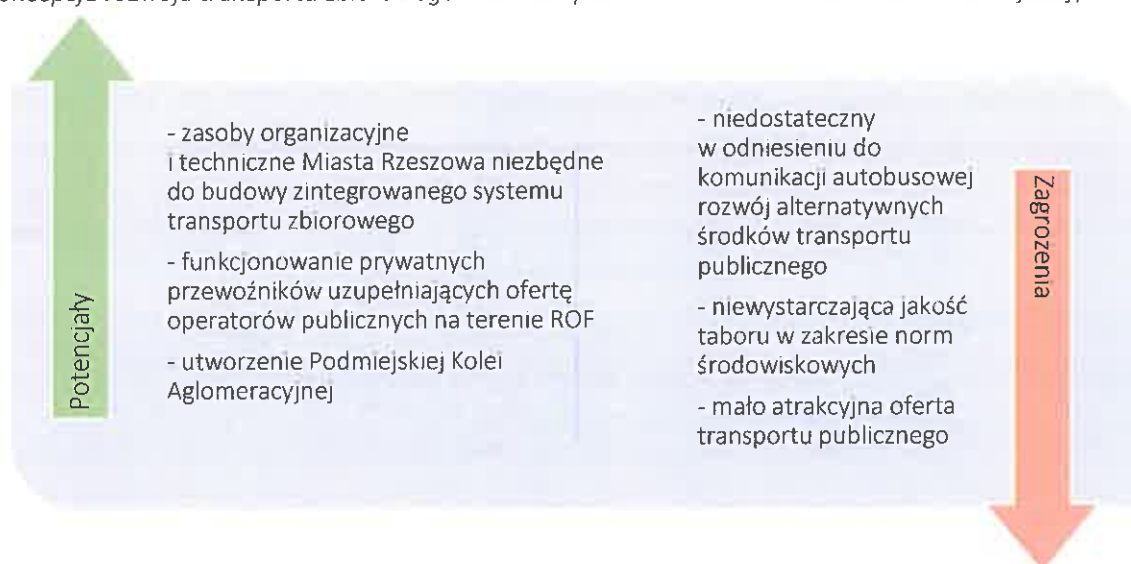 Potencjały
- zasoby organizacyjne
i techniczne Miasta Rzeszowa niezbędne
do budowy zintegrowanego systemu
transportu zbiorowego
- funkcjonowanie prywatnych
przewoźników uzupełniających ofertę
operatorów publicznych na terenie ROF
- utworzenie Podmiejskiej Kolei
Aglomeracyjnej
- niedostateczny
w odniesieniu do
komunikacji autobusowej
rozwój alternatywnych
środków transportu
publicznego
- niewystarczająca jakość
taboru w zakresie norm
środowiskowych
- mało atrakcyjna oferta
transportu publicznego
Zagrożenia